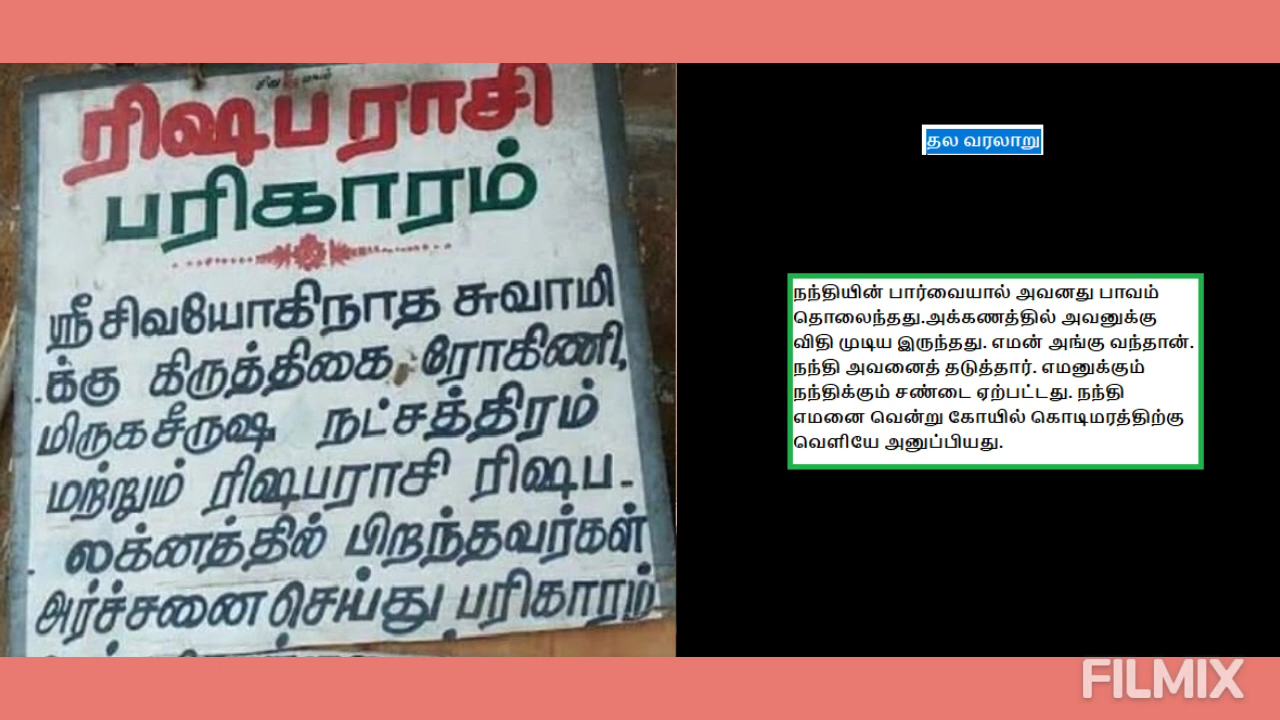 சிவ மயம்
ரிஷப ராசி
பரிகாரம்
ஸ்ரீ சிவயோகிநாத சுவாமி
க்கு கிருத்திகை ரோகிணி,
மிருகசீருஷ நட்சத்திரம்
மற்றும் ரிஷபராசி ரிஷப -
லக்னத்தில் பிறந்தவர்கள்
அர்ச்சனை செய்து பரிகாரம்
தல வரலாறு
நந்தியின் பார்வையால் அவனது பாவம்
தொலைந்தது.அக்கணத்தில் அவனுக்கு
விதி முடிய இருந்தது. எமன் அங்கு வந்தான்.
நந்தி அவனைத் தடுத்தார். எமனுக்கும்
நந்திக்கும் சண்டை ஏற்பட்டது. நந்தி
எமனை வென்று கோயில் கொடிமரத்திற்கு
வெளியே அனுப்பியது.
FILMIX